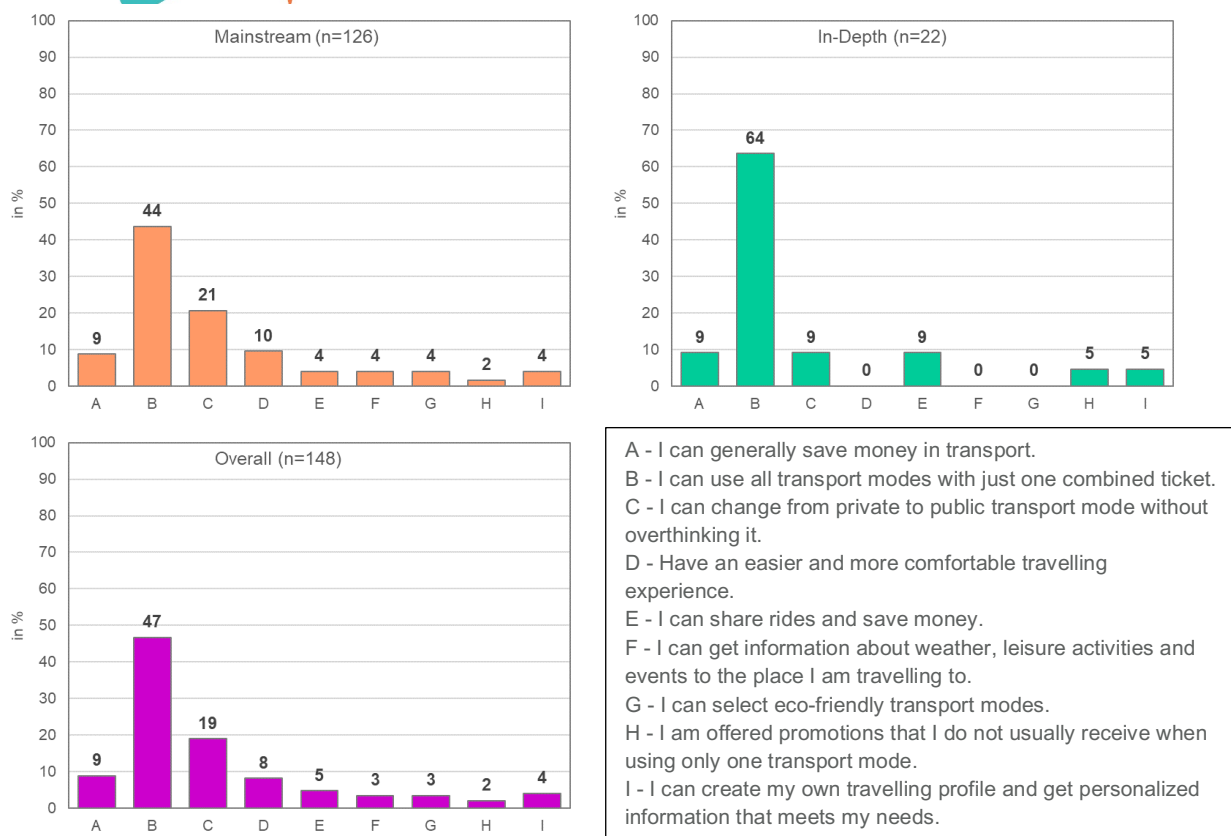 Mainstream (n=126)
100
90
80
70
60
50
40
30
20
10
0
in %
9
44
21
10
4
4
4
2
4
A B C D E F G H I
In-Depth (n=22)
100
90
80
70
60
50
40
30
20
10
0
in %
9
64
9
0
9
0
0
5
5
A B C D E F G H I
Overall (n=148)
100
90
80
70
60
50
40
30
20
10
0
in %
9
47
19
8
5
3
3
2
4
A B C D E F G H I
A - I can generally save money in transport.
B - I can use all transport modes with just one combined ticket.
C - I can change from private to public transport mode without
overthinking it.
D - Have an easier and more comfortable travelling
experience.
E - I can share rides and save money.
F - I can get information about weather, leisure activities and
events to the place I am travelling to.
G - I can select eco-friendly transport modes.
H - I am offered promotions that I do not usually receive when
using only one transport mode.
I - I can create my own travelling profile and get personalized
information that meets my needs.